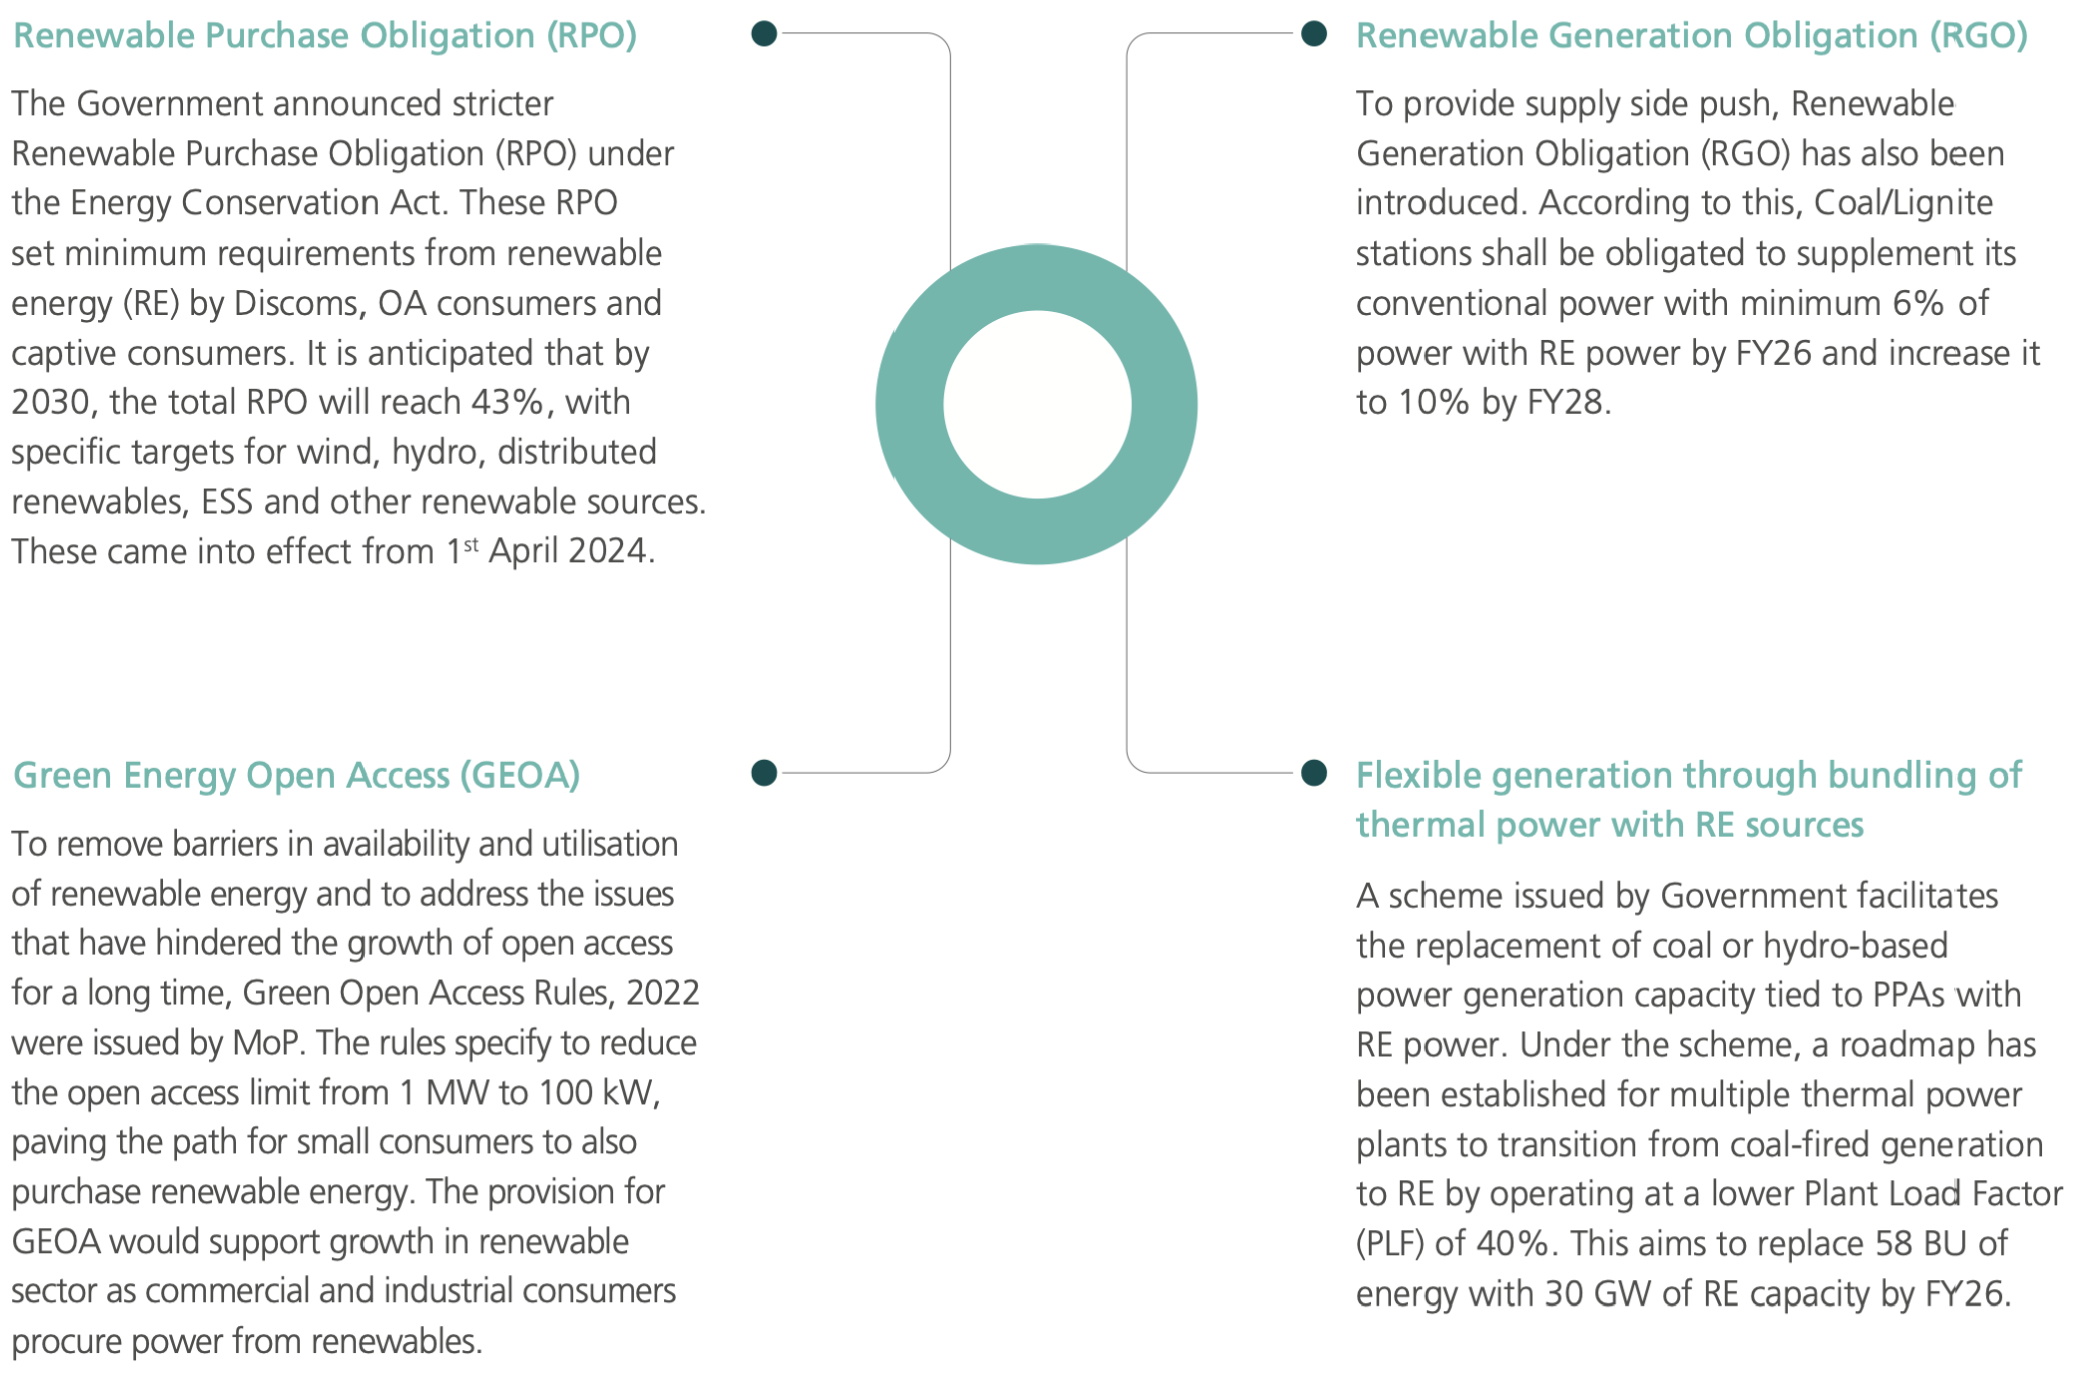 Renewable Purchase Obligation (RPO)
The Government announced stricter
Renewable Purchase Obligation (RPO) under
the Energy Conservation Act. These RPO
set minimum requirements from renewable
energy (RE) by Discoms, OA consumers and
captive consumers. It is anticipated that by
2030, the total RPO will reach 43%, with
specific targets for wind, hydro, distributed
renewables, ESS and other renewable sources.
These came into effect from 1st April 2024.
Renewable Generation Obligation (RGO)
To provide supply side push, Renewable
Generation Obligation (RGO) has also been
introduced. According to this, Coal/Lignite
stations shall be obligated to supplement its
conventional power with minimum 6% of
power with RE power by FY26 and increase it
to 10% by FY28.
Green Energy Open Access (GEOA)
To remove barriers in availability and utilisation
of renewable energy and to address the issues
that have hindered the growth of open access
for a long time, Green Open Access Rules, 2022
were issued by MoP. The rules specify to reduce
the open access limit from 1 MW to 100 kW,
paving the path for small consumers to also
purchase renewable energy. The provision for
GEOA would support growth in renewable
sector as commercial and industrial consumers
procure power from renewables.
Flexible generation through bundling of
thermal power with RE sources
A scheme issued by Government facilitates
the replacement of coal or hydro-based
power generation capacity tied to PPAs with
RE power. Under the scheme, a roadmap has
been established for multiple thermal power
plants to transition from coal-fired generation
to RE by operating at a lower Plant Load Factor
(PLF) of 40%. This aims to replace 58 BU of
energy with 30 GW of RE capacity by FY26.